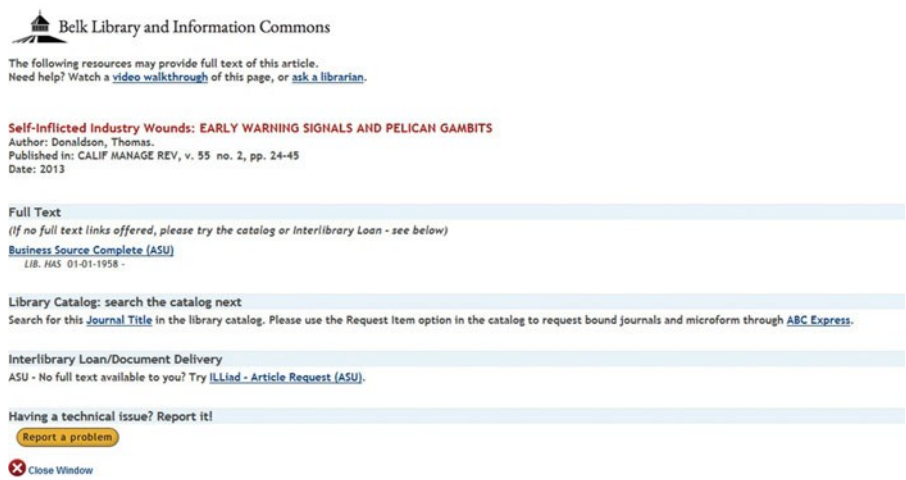 Belk Library and Information Commons
The following resources may provide full text of this article.
Need help? Watch a video walkthrough of this page, or ask a librarian.
Self-Inflicted Industry Wounds: EARLY WARNING SIGNALS AND PELICAN GAMBITS
Author: Donaldson, Thomas.
Published in: CALIF MANAGE REV, v. 55 no. 2, pp. 24-45
Date: 2013
Full Text
(If no full text links offered, please try the catalog or Interlibrary Loan - see below)
Business Source Complete (ASU)
LIB. HAS 01-01-1958 -
Library Catalog: search the catalog next
Search for this Journal Title in the library catalog. Please use the Request Item option in the catalog to request bound journals and microform through ABC Express.
Interlibrary Loan/Document Delivery
ASU - No full text available to you? Try ILLiad - Article Request (ASU).
Having a technical issue? Report it!
Report a problem
Close Window